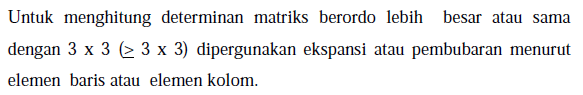 Untuk menghitung determinan matriks berordo lebih besar atau sama
dengan 3 x 3 (≥ 3 x 3) dipergunakan ekspansi atau pembubaran menurut
elemen baris atau elemen kolom.